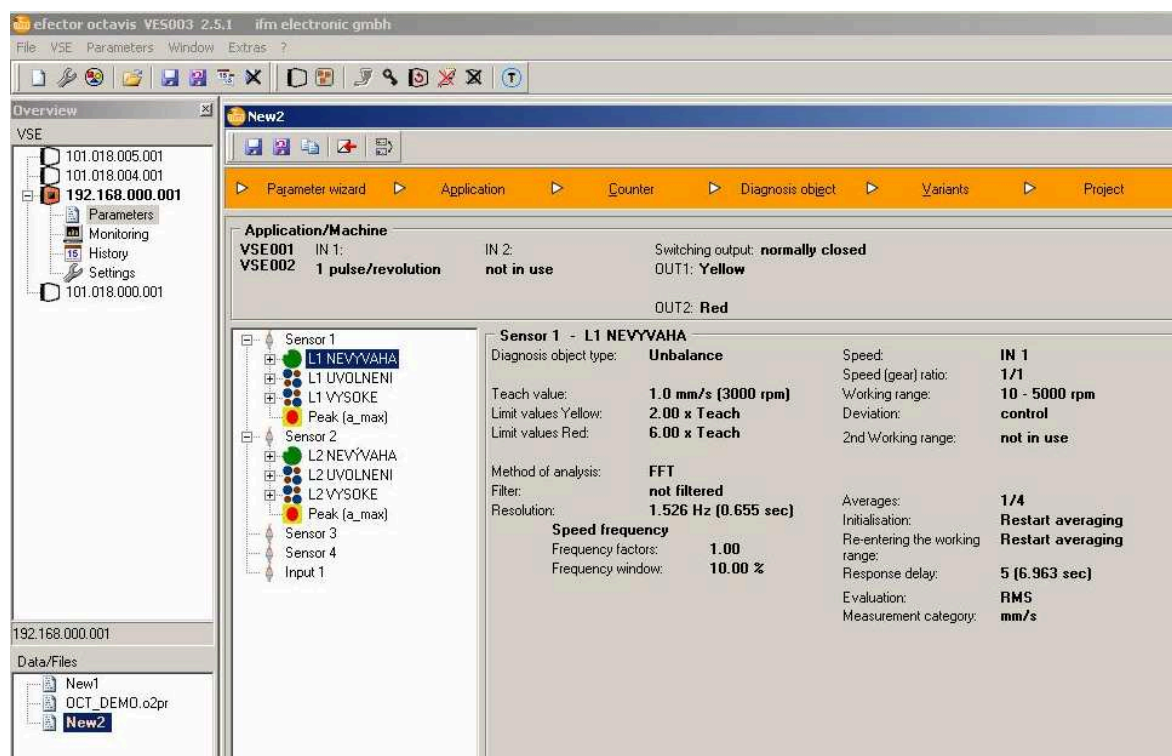 efector octavis VES003 2.5.1 ifm electronic gmbh
File VSE Parameters Window Extras ?
Overview
VSE
101.018.005.001
101.018.004.001
192.168.000.001
Parameters
Monitoring
15 History
Settings
101.018.000.001
192.168.000.001
Data/Files
New1
OCT_DEMO.o2pr
New2
New2
Parameter wizard Application Counter Diagnosis object Variants Project
Application/Machine
VSE001 IN 1: IN 2: Switching output: normally closed
VSE002 1 pulse/revolution not in use OUT1: Yellow
OUT2: Red
Sensor 1
L1 NEVYVAHA
L1 UVOLNENI
L1 VYSOKE
Peak (a_max)
Sensor 2
L2 NEVÝVAHA
L2 UVOLNENI
L2 VYSOKE
Peak (a_max)
Sensor 3
Sensor 4
Input 1
Sensor 1 - L1 NEVYVAHA
Diagnosis object type: Unbalance
Teach value: 1.0 mm/s (3000 rpm)
Limit values Yellow: 2.00 x Teach
Limit values Red: 6.00 x Teach
Method of analysis: FFT
Filter: not filtered
Resolution: 1.526 Hz (0.655 sec)
Speed frequency
Frequency factors: 1.00
Frequency window: 10.00 %
Speed: IN 1
Speed (gear) ratio: 1/1
Working range: 10 - 5000 rpm
Deviation: control
2nd Working range: not in use
Averages: 1/4
Initialisation: Restart averaging
Re-entering the working Restart averaging
range:
Response delay: 5 (6.963 sec)
Evaluation: RMS
Measurement category: mm/s